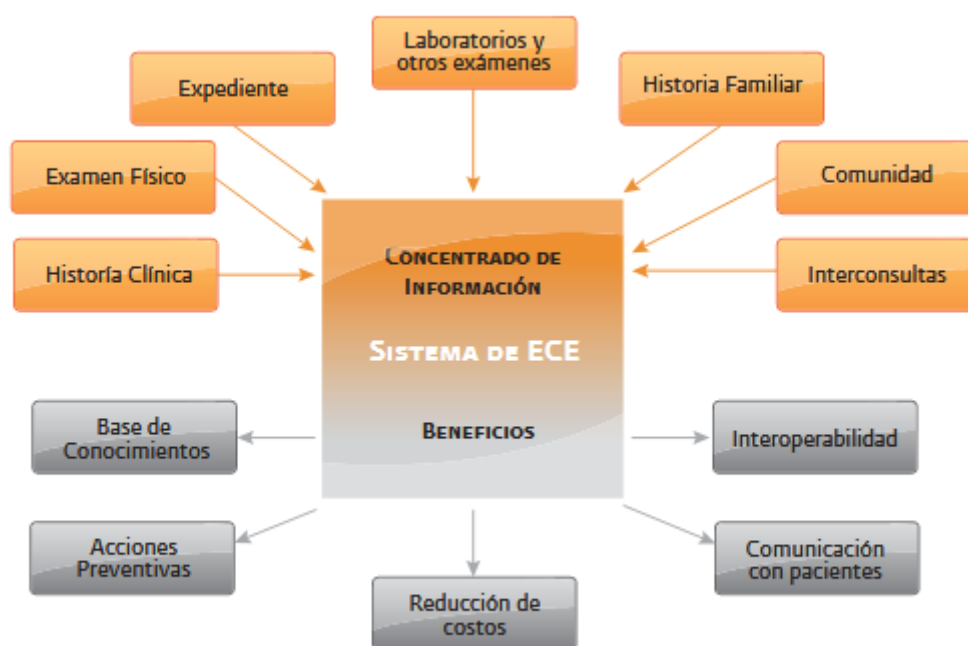 Laboratorios y
otros exámenes
Expediente
Historia Familiar
Examen Físico
Comunidad
Historía Clínica
Interconsultas
Concentrado de
Información
Sistema de ECE
Beneficios
Base de
Conocimientos
Interoperabilidad
Acciones
Preventivas
Comunicación
con pacientes
Reducción de
costos